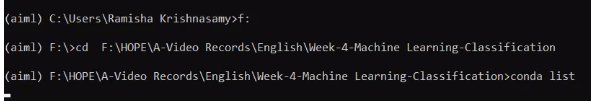 (aiml) C:\Users\Ramisha Krishnasamy>f:
(aiml) F:\>cd  F:\HOPE\A-Video Records\English\Week-4-Machine Learning-Classification
(aiml) F:\HOPE\A-Video Records\English\Week-4-Machine Learning-Classification>conda list